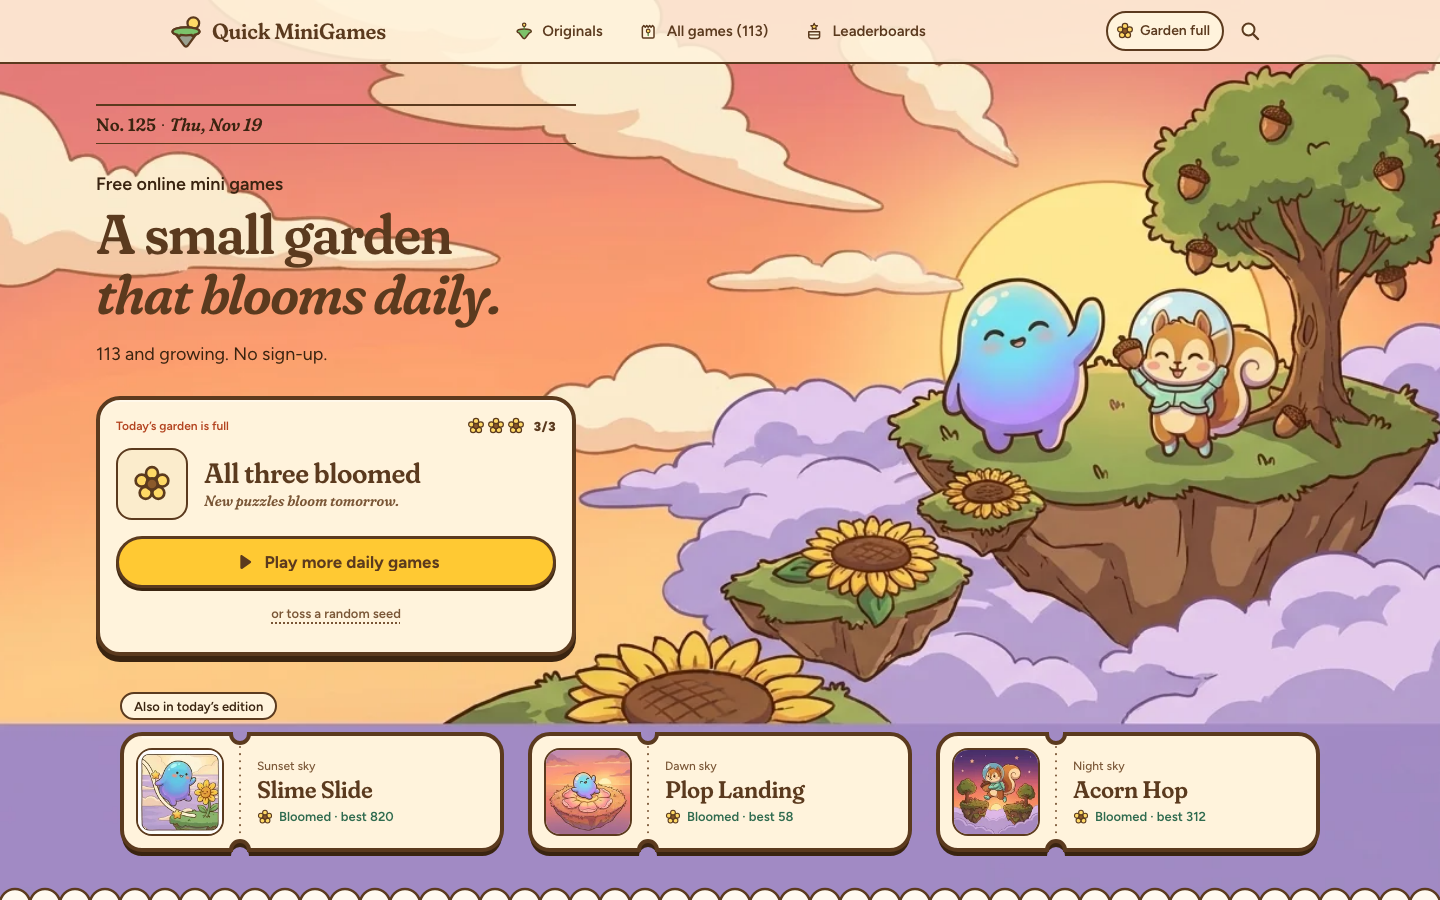 Quick MiniGames
Originals
All games (113)
Leaderboards
Garden full
No. 125 · Thu, Nov 19
Free online mini games
A small garden
that blooms daily.
113 and growing. No sign-up.
Today's garden is full
3/3
All three bloomed
New puzzles bloom tomorrow.
Play more daily games
or toss a random seed
Also in today's edition
Sunset sky
Slime Slide
Bloomed · best 820
Dawn sky
Plop Landing
Bloomed · best 58
Night sky
Acorn Hop
Bloomed · best 312